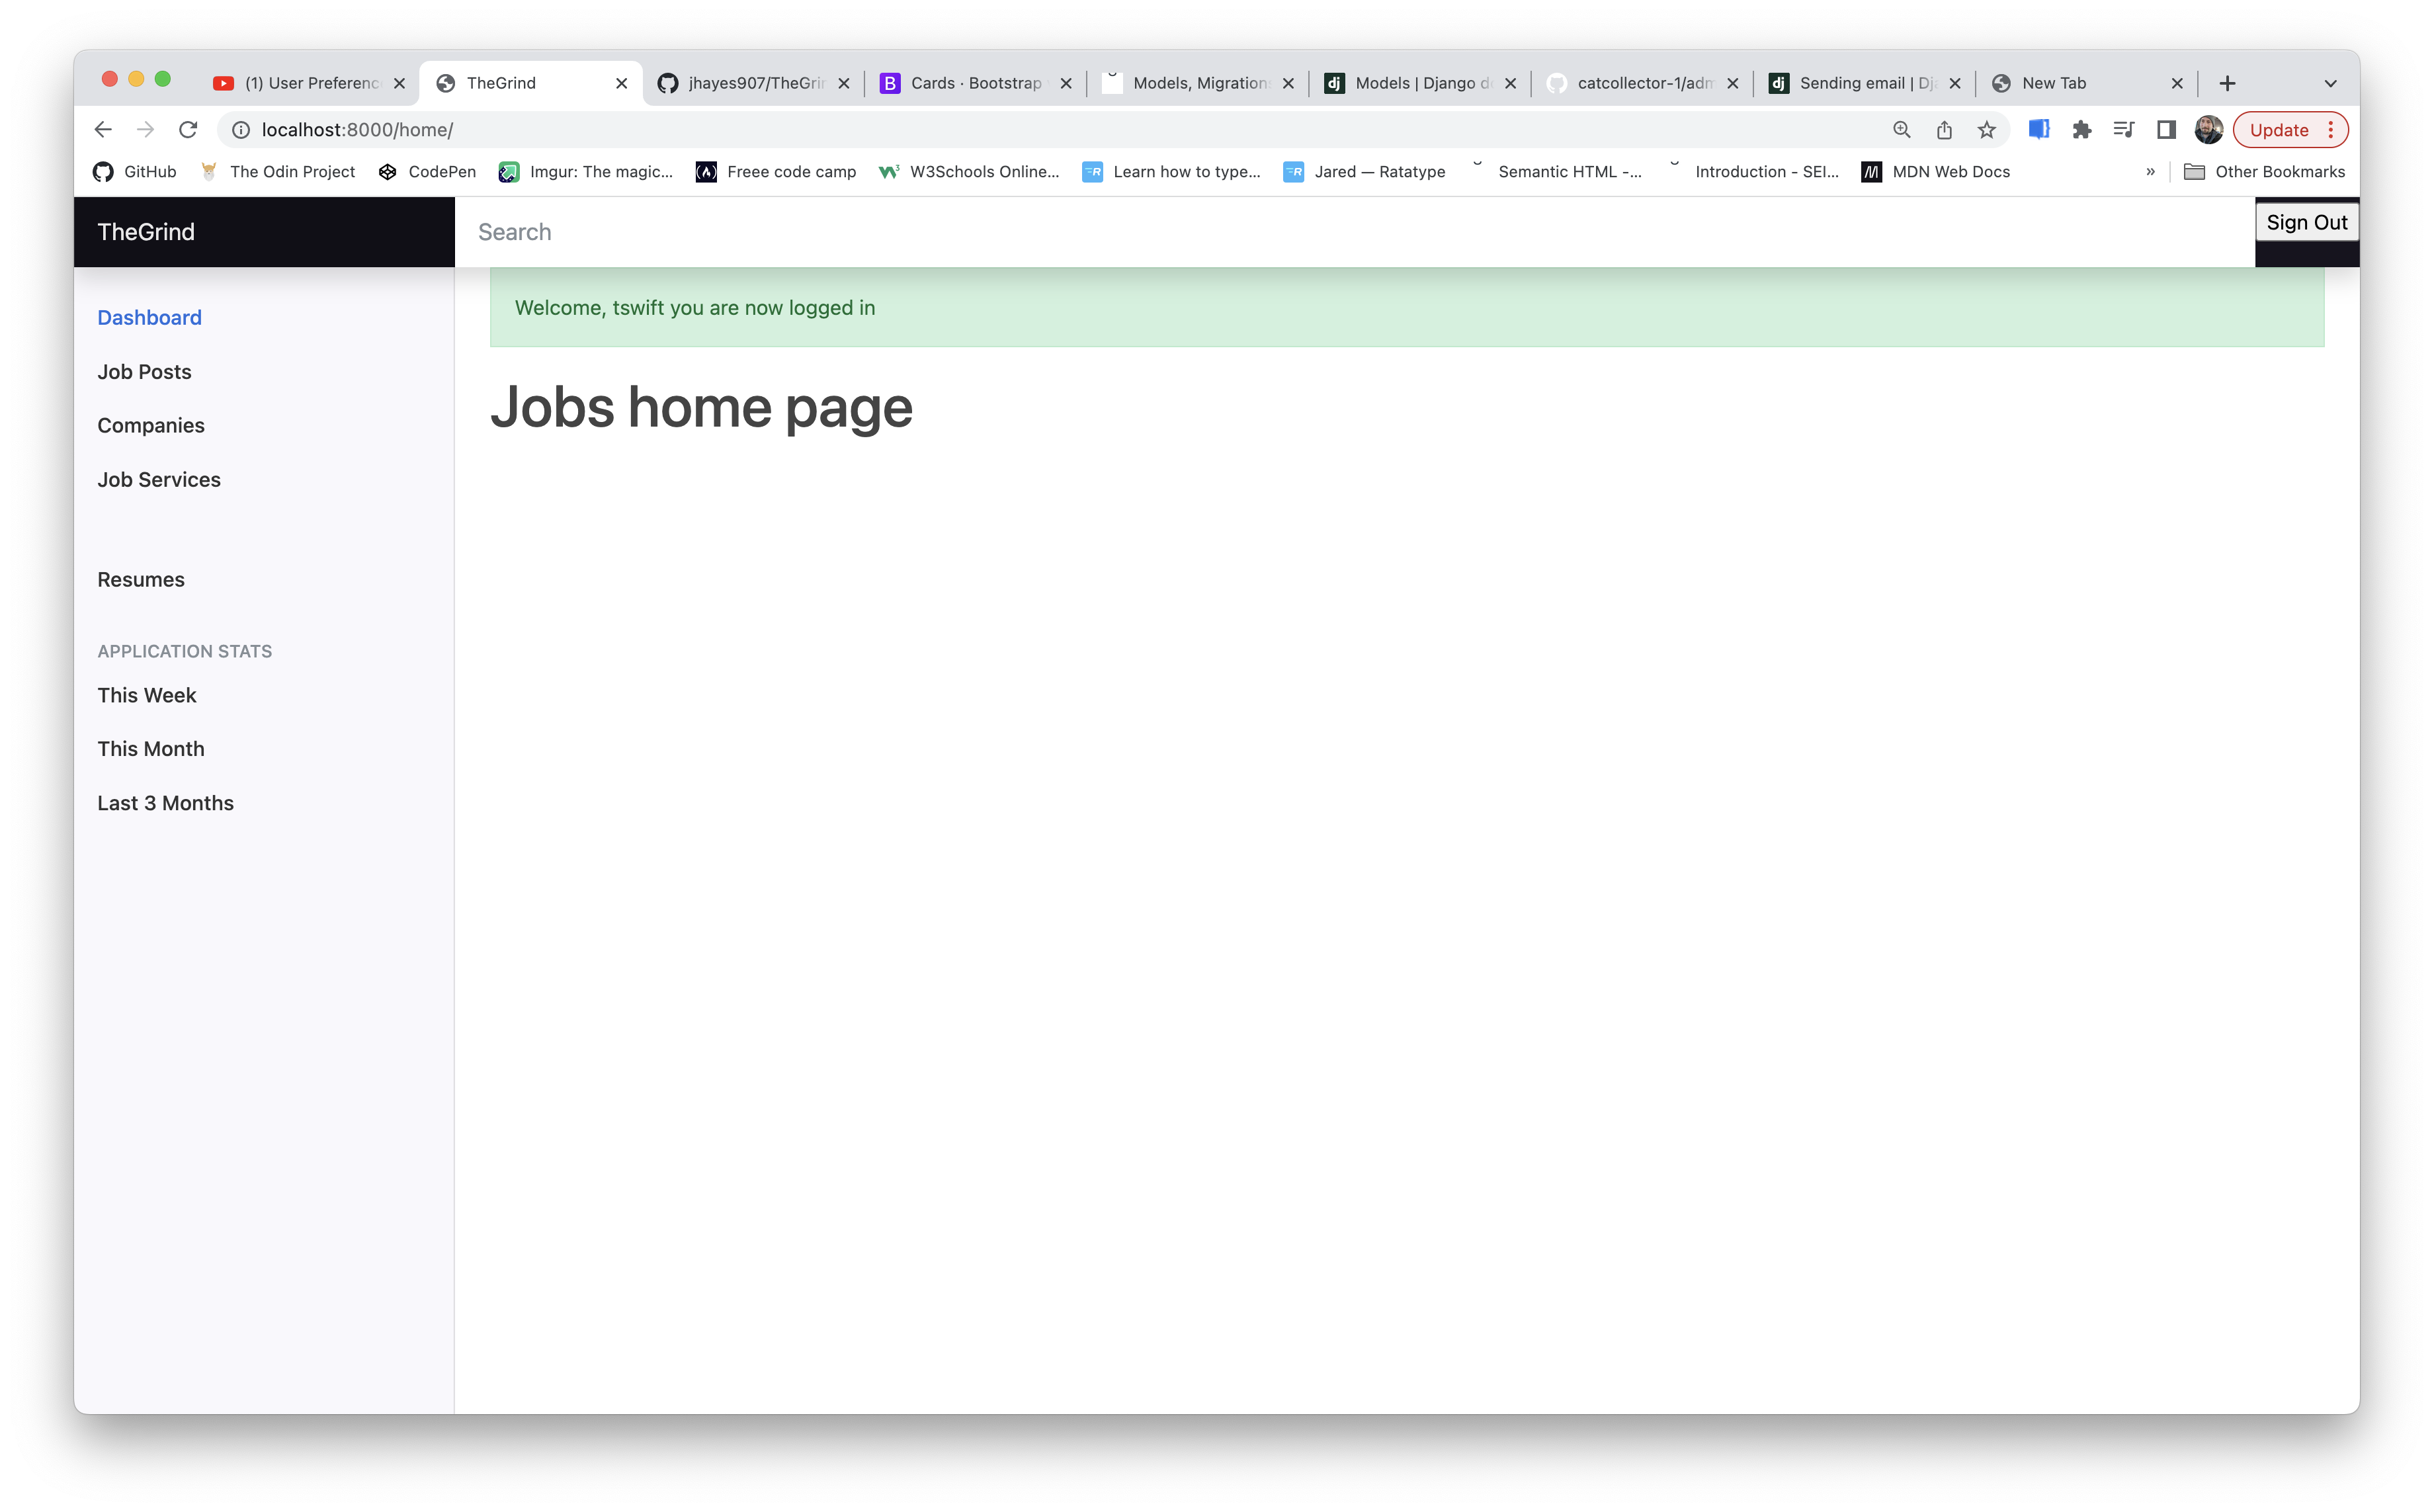 (1) User Preferenc
TheGrind
jhayes907/TheGrin
Cards · Bootstrap
Models, Migrations
Models | Django d
catcollector-1/adm
Sending email | Dja
New Tab
localhost:8000/home/
Update
GitHub
The Odin Project
CodePen
Imgur: The magic...
Freee code camp
W3Schools Online...
Learn how to type...
Jared — Ratatype
Semantic HTML -...
Introduction - SEI...
MDN Web Docs
»
Other Bookmarks
TheGrind
Search
Sign Out
Welcome, tswift you are now logged in
Dashboard
Job Posts
Companies
Job Services
Resumes
APPLICATION STATS
This Week
This Month
Last 3 Months
Jobs home page